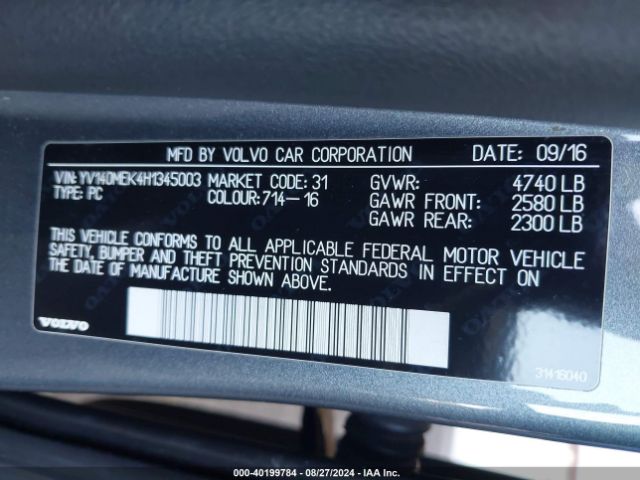 MFD BY VOLVO CAR CORPORATION DATE: 09/16
VIN: YV140MEK4H1345003 MARKET CODE: 31 GVWR: 4740 LB
TYPE: PC COLOUR: 714-16 GAWR FRONT: 2580 LB
GAWR REAR: 2300 LB
THIS VEHICLE CONFORMS TO ALL APPLICABLE FEDERAL MOTOR VEHICLE
SAFETY, BUMPER AND THEFT PREVENTION STANDARDS IN EFFECT ON
THE DATE OF MANUFACTURE SHOWN ABOVE.
VOLVO
31416040
000-40199784 - 08/27/2024 - IAA Inc.